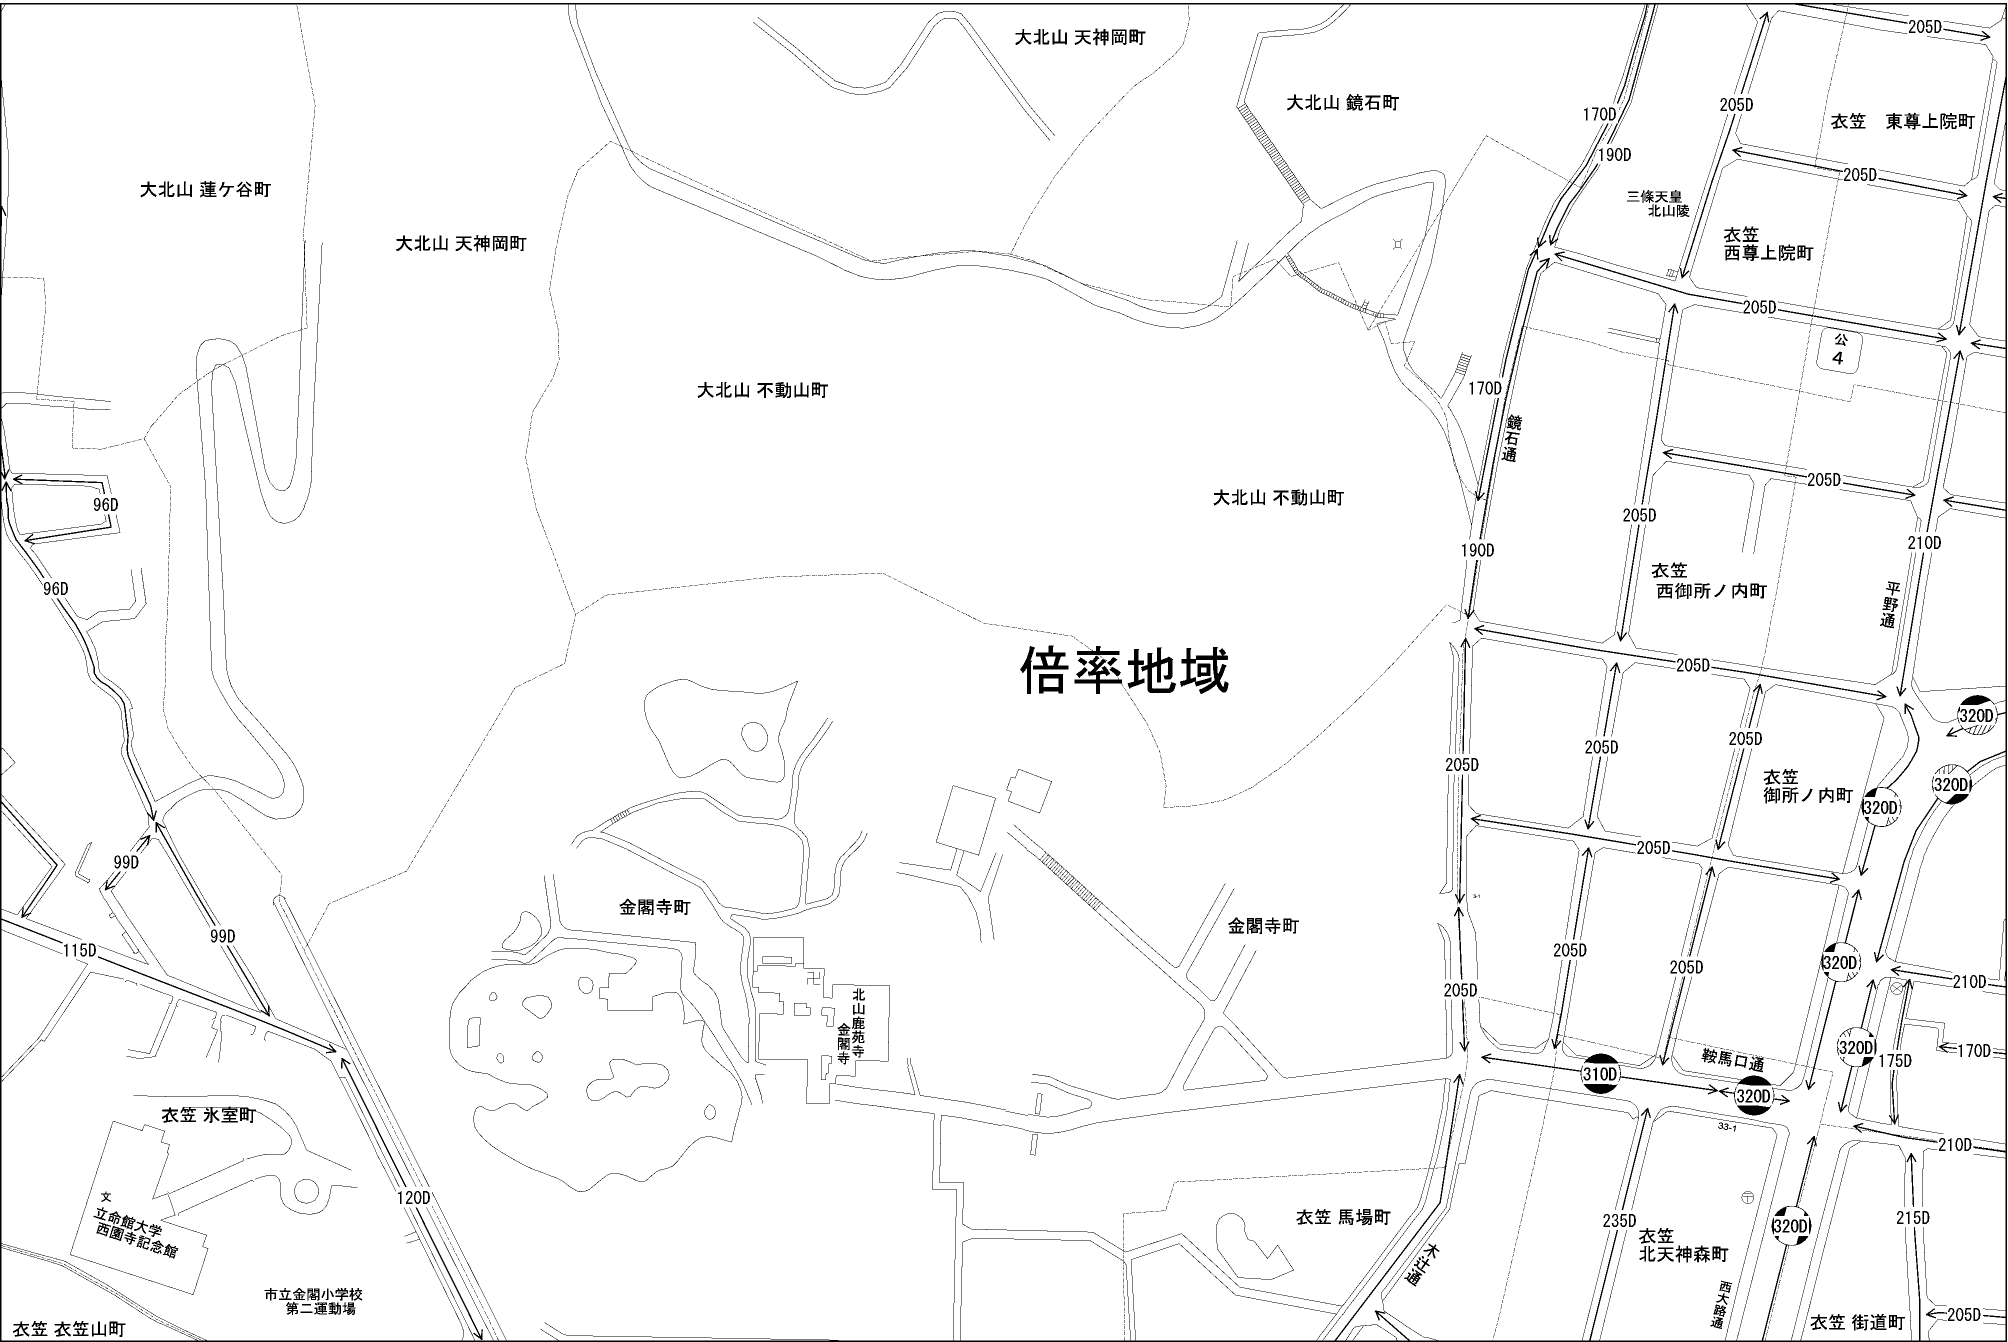 大北山 天神岡町
205D
大北山 鏡石町
170D
205D
衣笠　東尊上院町
190D
205D
大北山 蓮ケ谷町
三條天皇
北山陵
大北山 天神岡町
衣笠
西尊上院町
205D
公
4
大北山 不動山町
170D
鏡石通
205D
大北山 不動山町
96D
205D
190D
210D
96D
衣笠
西御所ノ内町
平野通
倍率地域
205D
320D
205D
205D
205D
衣笠
御所ノ内町
320D
320D
205D
99D
3-1
金閣寺町
金閣寺町
99D
115D
205D
205D
320D
205D
210D
北山鹿苑寺
金閣寺
320D
175D
170D
鞍馬口通
310D
320D
衣笠 氷室町
33-1
210D
文
立命館大学
西園寺記念館
120D
衣笠 馬場町
235D
320D
215D
衣笠
北天神森町
木辻通
市立金閣小学校
第二運動場
西大路通
205D
衣笠 衣笠山町
衣笠 街道町